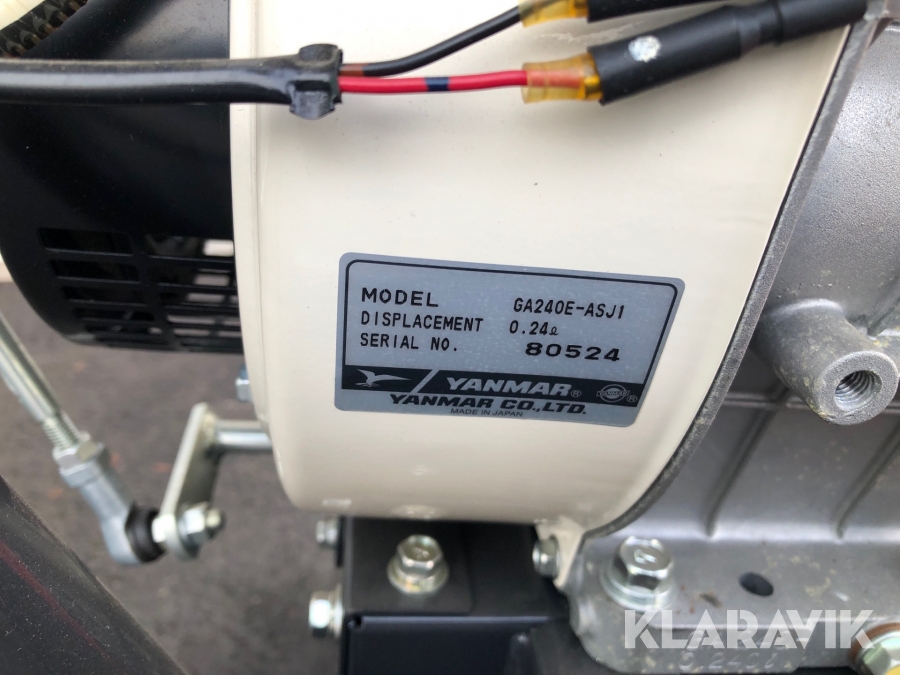 MODEL GA240E-ASJ1
DISPLACEMENT 0.24ℓ
SERIAL NO. 80524
YANMAR®
YANMAR CO.,LTD.
MADE IN JAPAN
KLARAVIK